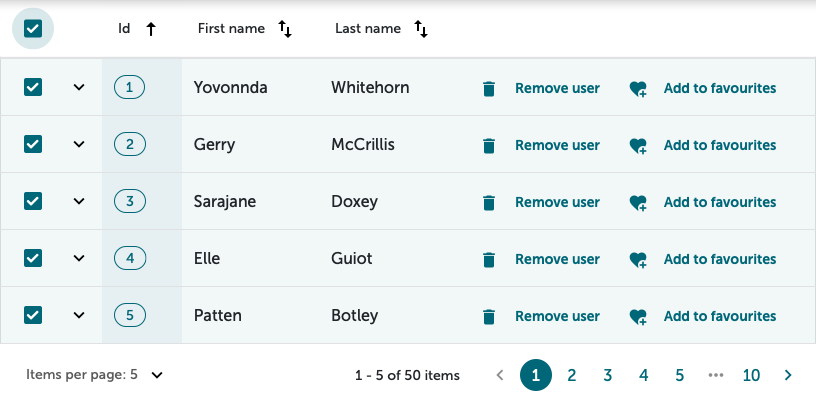 Id First name Last name
1 Yovonnda Whitehorn Remove user Add to favourites
2 Gerry McCrillis Remove user Add to favourites
3 Sarajane Doxey Remove user Add to favourites
4 Elle Guiot Remove user Add to favourites
5 Patten Botley Remove user Add to favourites
Items per page: 5 1 - 5 of 50 items 1 2 3 4 5 ... 10